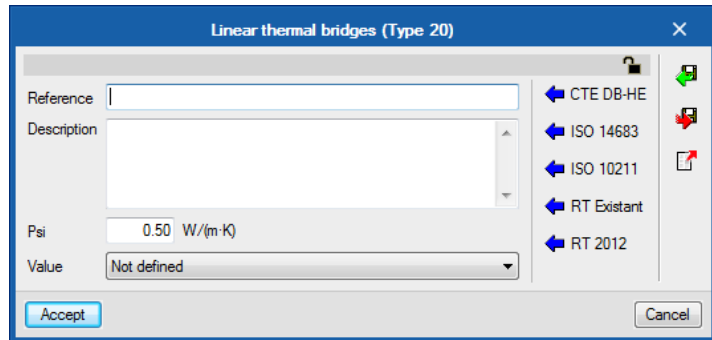 Linear thermal bridges (Type 20)
Reference
CTE DB-HE
Description
ISO 14683
ISO 10211
RT Existant
Psi
0.50 W/(m·K)
RT 2012
Value
Not defined
Accept
Cancel